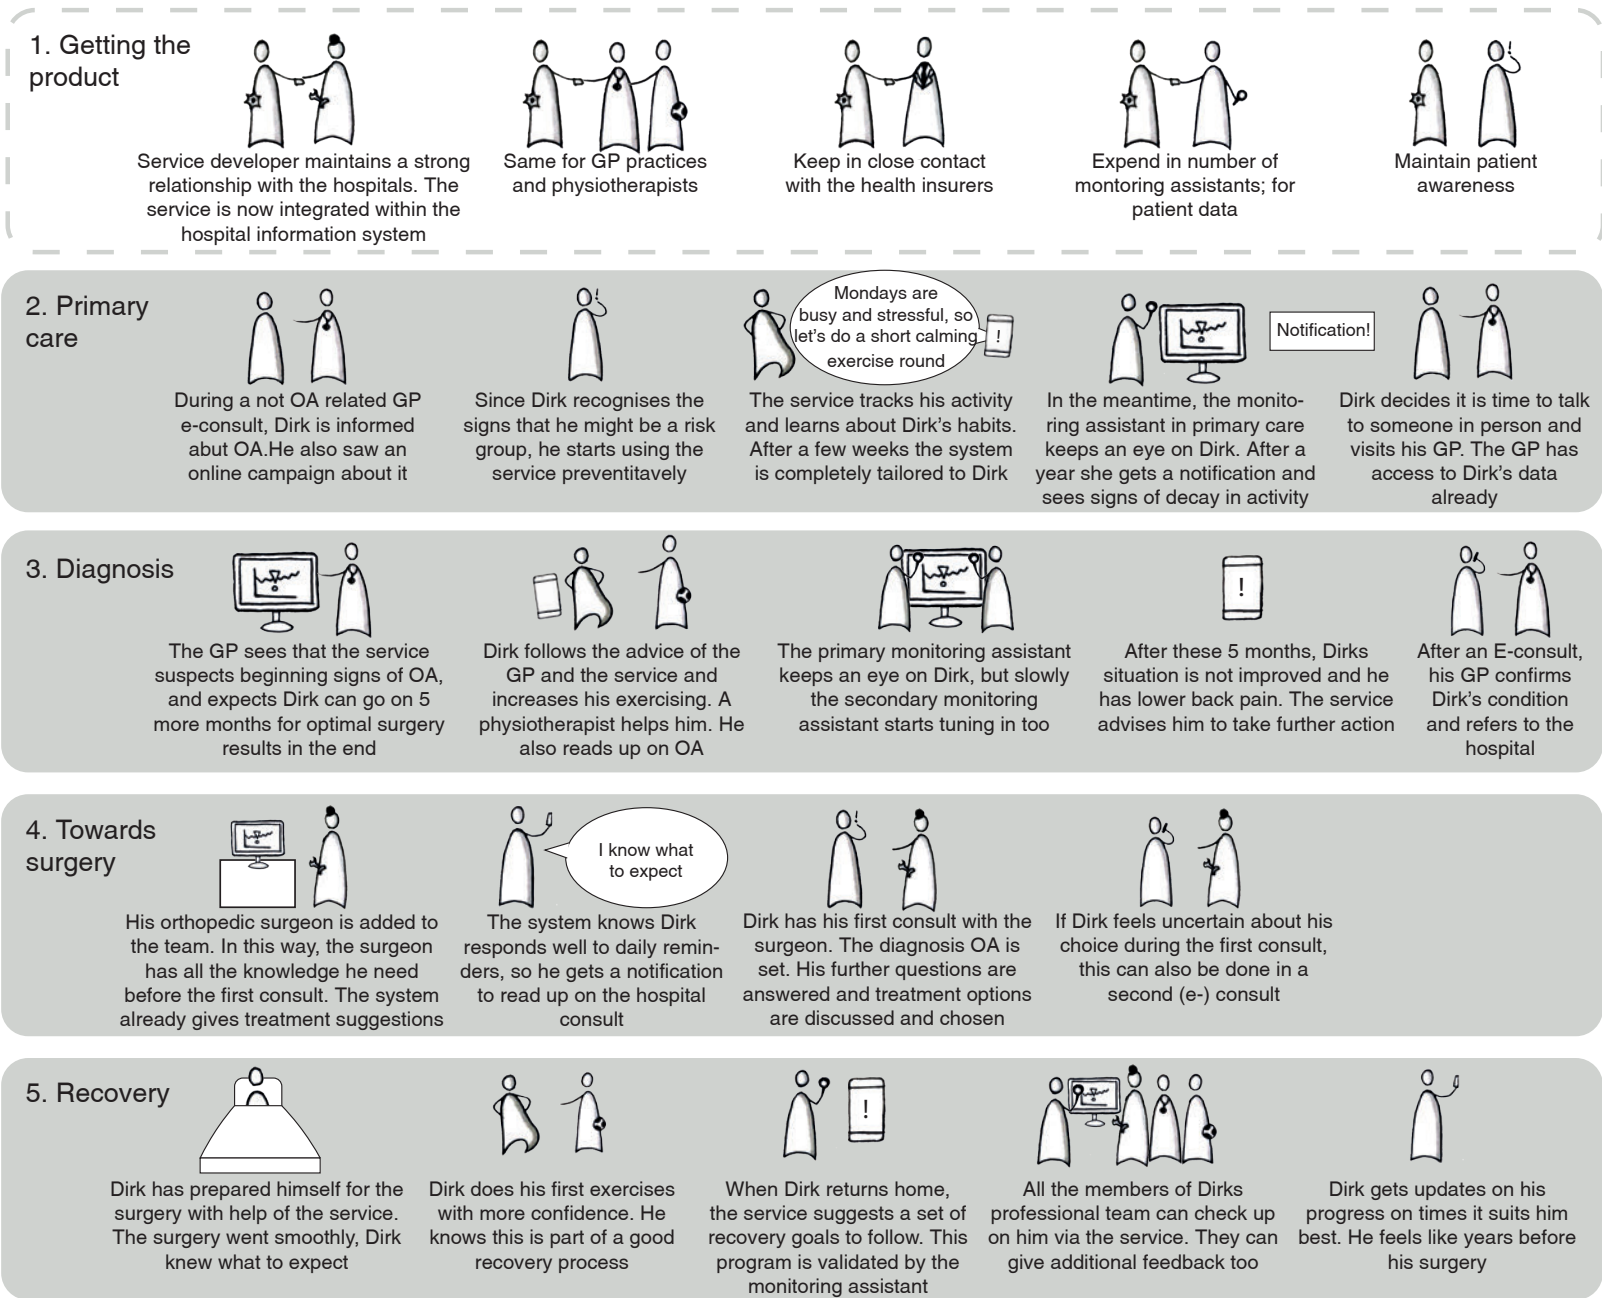 1. Getting the
product
Service developer maintains a strong
relationship with the hospitals. The
service is now integrated within the
hospital information system
Same for GP practices
and physiotherapists
Keep in close contact
with the health insurers
Expend in number of
montoring assistants; for
patient data
Maintain patient
awareness
2. Primary
care
During a not OA related GP
e-consult, Dirk is informed
abut OA.He also saw an
online campaign about it
Since Dirk recognises the
signs that he might be a risk
group, he starts using the
service preventitavely
Mondays are
busy and stressful, so
let's do a short calming
exercise round
!
The service tracks his activity
and learns about Dirk's habits.
After a few weeks the system
is completely tailored to Dirk
Notification!
In the meantime, the monito-
ring assistant in primary care
keeps an eye on Dirk. After a
year she gets a notification and
sees signs of decay in activity
Dirk decides it is time to talk
to someone in person and
visits his GP. The GP has
access to Dirk's data
already
3. Diagnosis
The GP sees that the service
suspects beginning signs of OA,
and expects Dirk can go on 5
more months for optimal surgery
results in the end
Dirk follows the advice of the
GP and the service and
increases his exercising. A
physiotherapist helps him. He
also reads up on OA
The primary monitoring assistant
keeps an eye on Dirk, but slowly
the secondary monitoring
assistant starts tuning in too
!
After these 5 months, Dirks
situation is not improved and he
has lower back pain. The service
advises him to take further action
After an E-consult,
his GP confirms
Dirk's condition
and refers to the
hospital
4. Towards
surgery
His orthopedic surgeon is added to
the team. In this way, the surgeon
has all the knowledge he need
before the first consult. The system
already gives treatment suggestions
I know what
to expect
The system knows Dirk
responds well to daily remin-
ders, so he gets a notification
to read up on the hospital
consult
Dirk has his first consult with the
surgeon. The diagnosis OA is
set. His further questions are
answered and treatment options
are discussed and chosen
If Dirk feels uncertain about his
choice during the first consult,
this can also be done in a
second (e-) consult
5. Recovery
Dirk has prepared himself for the
surgery with help of the service.
The surgery went smoothly, Dirk
knew what to expect
Dirk does his first exercises
with more confidence. He
knows this is part of a good
recovery process
!
When Dirk returns home,
the service suggests a set of
recovery goals to follow. This
program is validated by the
monitoring assistant
All the members of Dirks
professional team can check up
on him via the service. They can
give additional feedback too
Dirk gets updates on his
progress on times it suits him
best. He feels like years before
his surgery